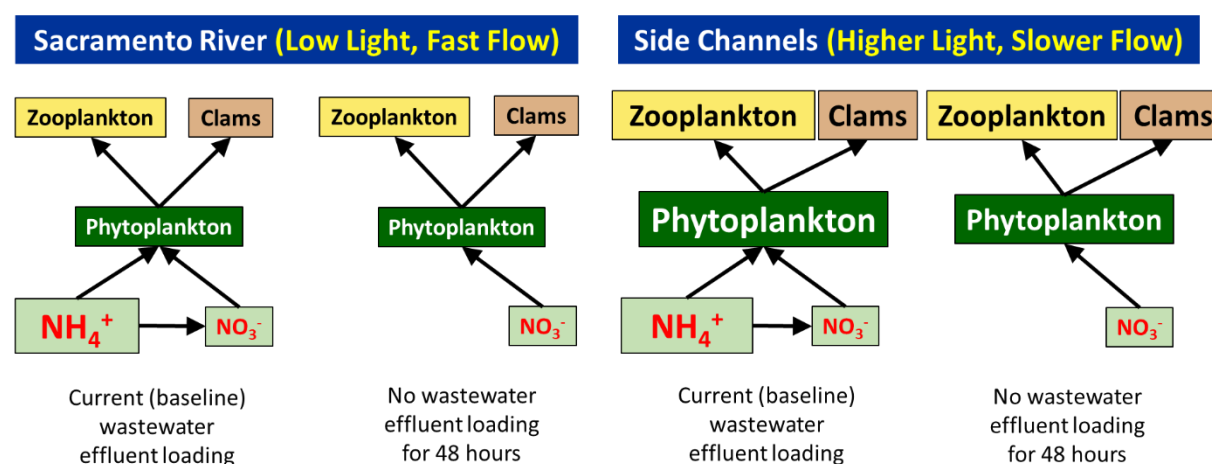 Sacramento River (Low Light, Fast Flow)
Zooplankton
Clams
Phytoplankton
NH₄⁺
NO₃⁻
Current (baseline)
wastewater
effluent loading
Zooplankton
Clams
Phytoplankton
NO₃⁻
No wastewater
effluent loading
for 48 hours
Side Channels (Higher Light, Slower Flow)
Zooplankton
Clams
Phytoplankton
NH₄⁺
NO₃⁻
Current (baseline)
wastewater
effluent loading
Zooplankton
Clams
Phytoplankton
NO₃⁻
No wastewater
effluent loading
for 48 hours